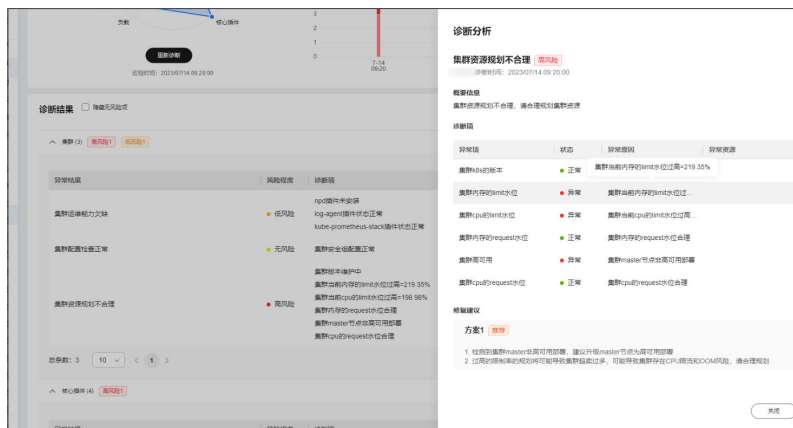 负载
核心插件
重新诊断
巡检时间：2023/07/14 09:20:00
3
2
1
0
7-14
09:20
诊断结果
隐藏无风险项
集群 (3) 高风险1 低风险1
异常结果 风险程度 诊断项
集群运维能力欠缺 低风险
npd插件未安装
log-agent插件状态正常
kube-prometheus-stack插件状态正常
集群配置检查正常 无风险 集群安全组配置正常
集群资源规划不合理 高风险
集群版本维护中
集群当前内存的limit水位过高=219.35%
集群当前cpu的limit水位过高=198.98%
集群内存的request水位合理
集群master节点非高可用部署
集群cpu的request水位合理
总条数：3 10 < 1 >
核心插件 (4) 高风险1
异常结果 风险程度 诊断项
诊断分析
集群资源规划不合理 高风险
诊断时间：2023/07/14 09:20:00
概要信息
集群资源规划不合理，请合理规划集群资源
诊断项
异常项 状态 异常原因 异常资源
集群k8s的版本 正常 集群当前内存的limit水位过高=219.35%
集群内存的limit水位 异常 集群当前内存的limit水位过...
集群cpu的limit水位 异常 集群当前cpu的limit水位过高...
集群内存的request水位 正常 集群内存的request水位合理
集群高可用 异常 集群master节点非高可用部署
集群cpu的request水位 正常 集群cpu的request水位合理
修复建议
方案1 推荐
1. 检测到集群master非高可用部署，建议升级master节点为高可用部署
2. 过高的限制率的规划将可能导致集群超卖过多，可能导致集群存在CPU限流和OOM风险，请合理规划
关闭